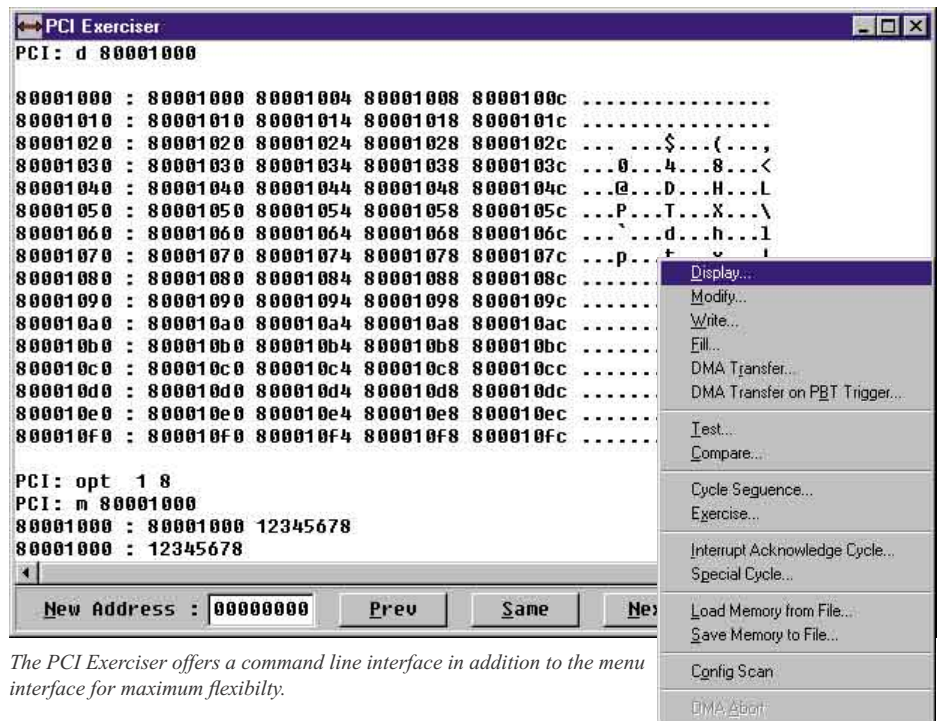 PCI Exerciser
PCI: d 80001000
80001000 : 80001000 80001004 80001008 8000100c ................
80001010 : 80001010 80001014 80001018 8000101c ................
80001020 : 80001020 80001024 80001028 8000102c ... ...$...(...,
80001030 : 80001030 80001034 80001038 8000103c ...0...4...8...<
80001040 : 80001040 80001044 80001048 8000104c ...@...D...H...L
80001050 : 80001050 80001054 80001058 8000105c ...P...T...X...\
80001060 : 80001060 80001064 80001068 8000106c ...`...d...h...l
80001070 : 80001070 80001074 80001078 8000107c ...p...t
80001080 : 80001080 80001084 80001088 8000108c .......
80001090 : 80001090 80001094 80001098 8000109c .......
800010a0 : 800010a0 800010a4 800010a8 800010ac .......
800010b0 : 800010b0 800010b4 800010b8 800010bc .......
800010c0 : 800010c0 800010c4 800010c8 800010cc .......
800010d0 : 800010d0 800010d4 800010d8 800010dc .......
800010e0 : 800010e0 800010e4 800010e8 800010ec .......
800010f0 : 800010f0 800010f4 800010f8 800010fc .......
PCI: opt 1 8
PCI: m 80001000
80001000 : 80001000 12345678
80001000 : 12345678
New Address : 00000000 Prev Same
Display...
Modify...
Write...
Fill...
DMA Transfer...
DMA Transfer on PBT Trigger...
Test...
Compare...
Cycle Sequence...
Exercise...
Interrupt Acknowledge Cycle...
Special Cycle...
Load Memory from File...
Save Memory to File...
Config Scan
DMA Abort
The PCI Exerciser offers a command line interface in addition to the menu
interface for maximum flexibilty.